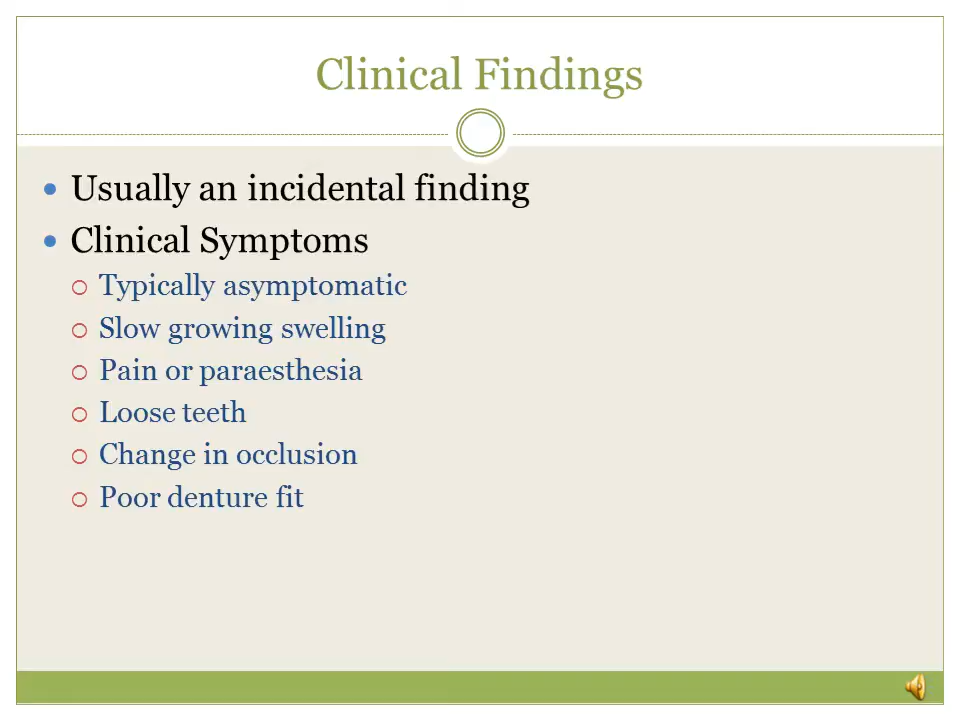 Clinical Findings
Usually an incidental finding
Clinical Symptoms
Typically asymptomatic
Slow growing swelling
Pain or paraesthesia
Loose teeth
Change in occlusion
Poor denture fit